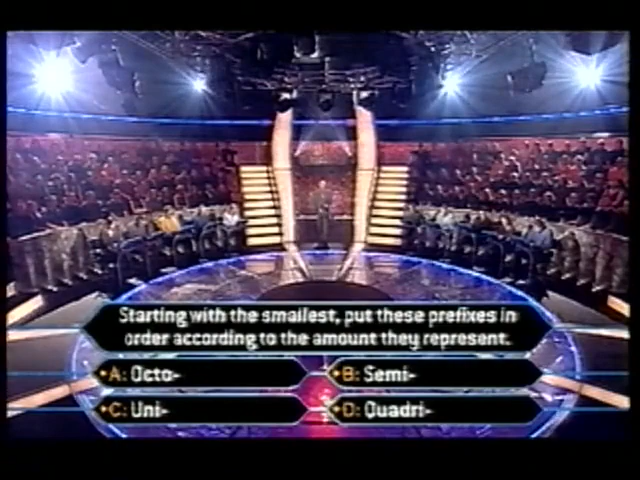 Starting with the smallest, put these prefixes in
order according to the amount they represent.
A: Octo-
B: Semi-
C: Uni-
D: Quadri-